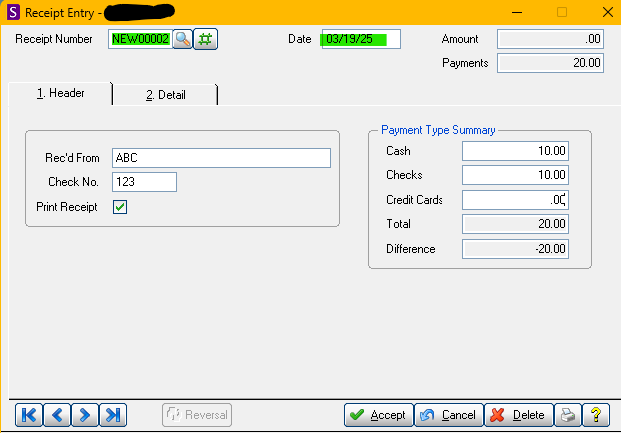 S Receipt Entry -
Receipt Number NEW00002 Date 03/19/25 Amount .00
Payments 20.00
1. Header 2. Detail
Payment Type Summary
Cash 10.00
Rec'd From ABC
Checks 10.00
Check No. 123
Credit Cards .00
Print Receipt
Total 20.00
Difference -20.00
Reversal Accept Cancel Delete ?